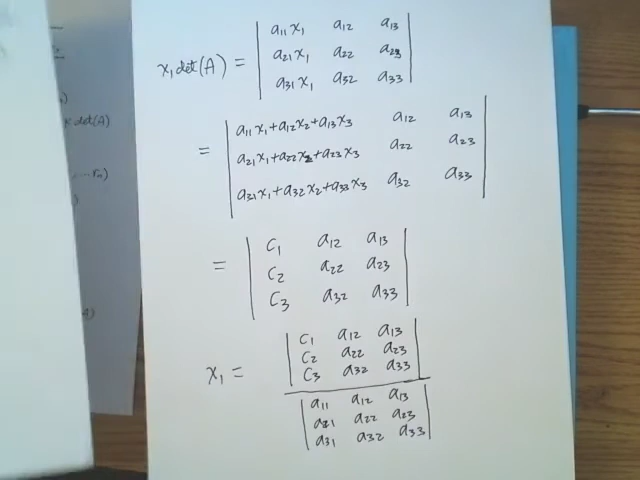 a₁₁x₁ a₁₂ a₁₃
x₁det(A) = | a₂₁x₁ a₂₂ a₂₃ |
a₃₁x₁ a₃₂ a₃₃
a₁₁x₁+a₁₂x₂+a₁₃x₃ a₁₂ a₁₃
= | a₂₁x₁+a₂₂x₂+a₂₃x₃ a₂₂ a₂₃ |
a₃₁x₁+a₃₂x₂+a₃₃x₃ a₃₂ a₃₃
C₁ a₁₂ a₁₃
= | C₂ a₂₂ a₂₃ |
C₃ a₃₂ a₃₃
C₁ a₁₂ a₁₃
C₂ a₂₂ a₂₃
x₁ = C₃ a₃₂ a₃₃
a₁₁ a₁₂ a₁₃
a₂₁ a₂₂ a₂₃
a₃₁ a₃₂ a₃₃
det(A)
...rₙ)